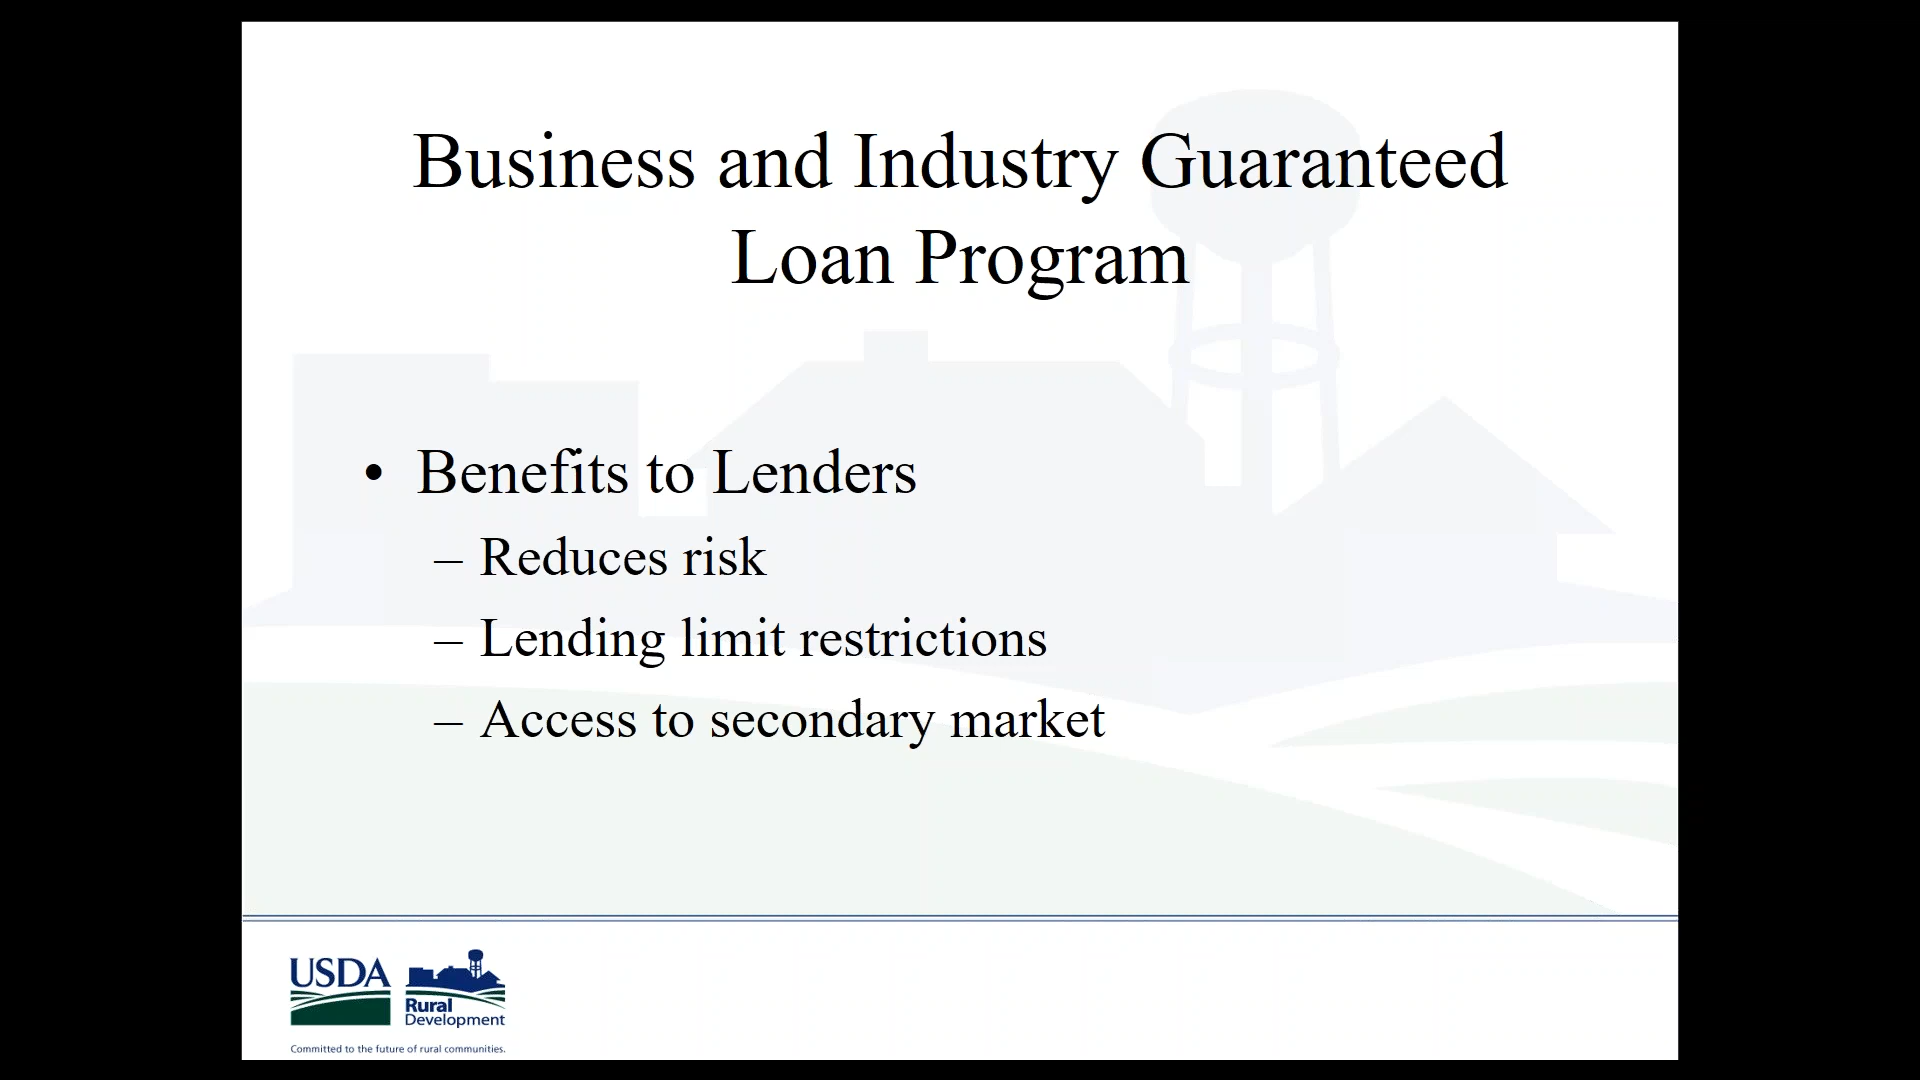 Business and Industry Guaranteed
Loan Program
• Benefits to Lenders
– Reduces risk
– Lending limit restrictions
– Access to secondary market
USDA
Rural
Development
Committed to the future of rural communities.